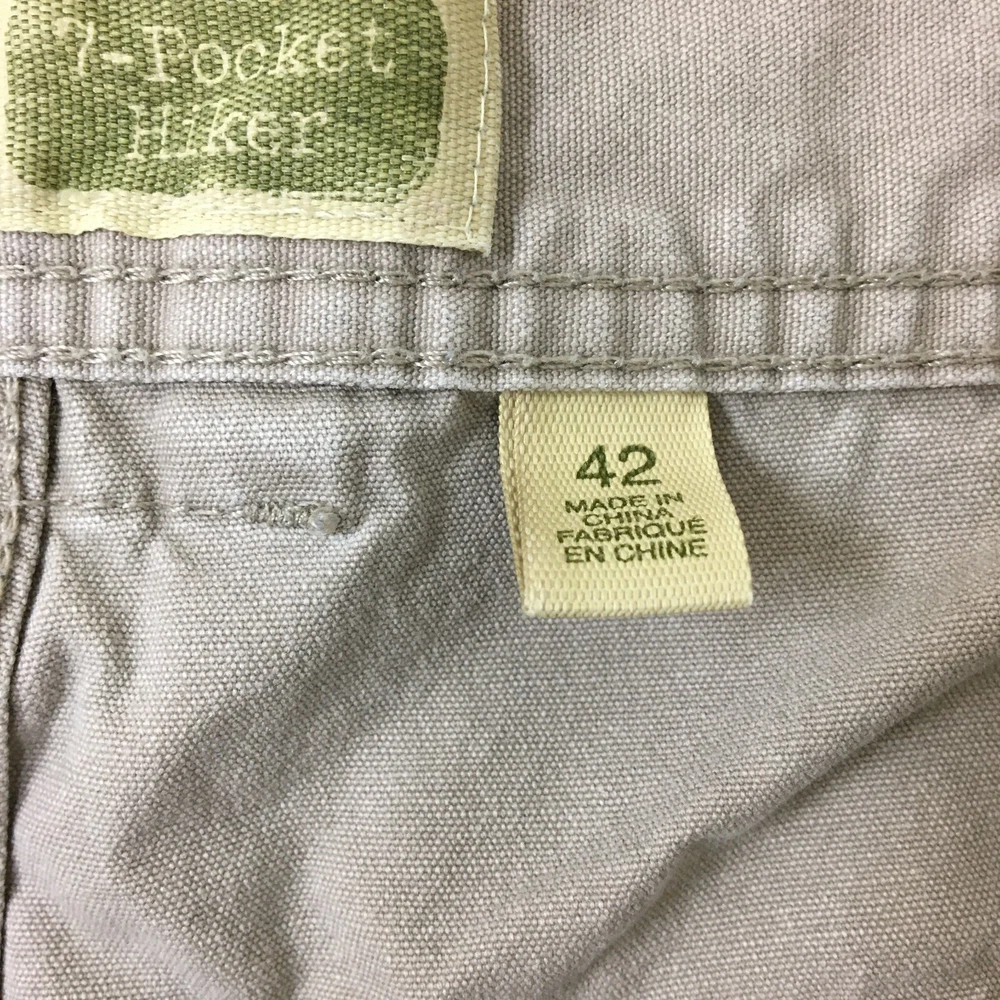 7-Pocket
Hiker
42
MADE IN
CHINA
FABRIQUÉ
EN CHINE